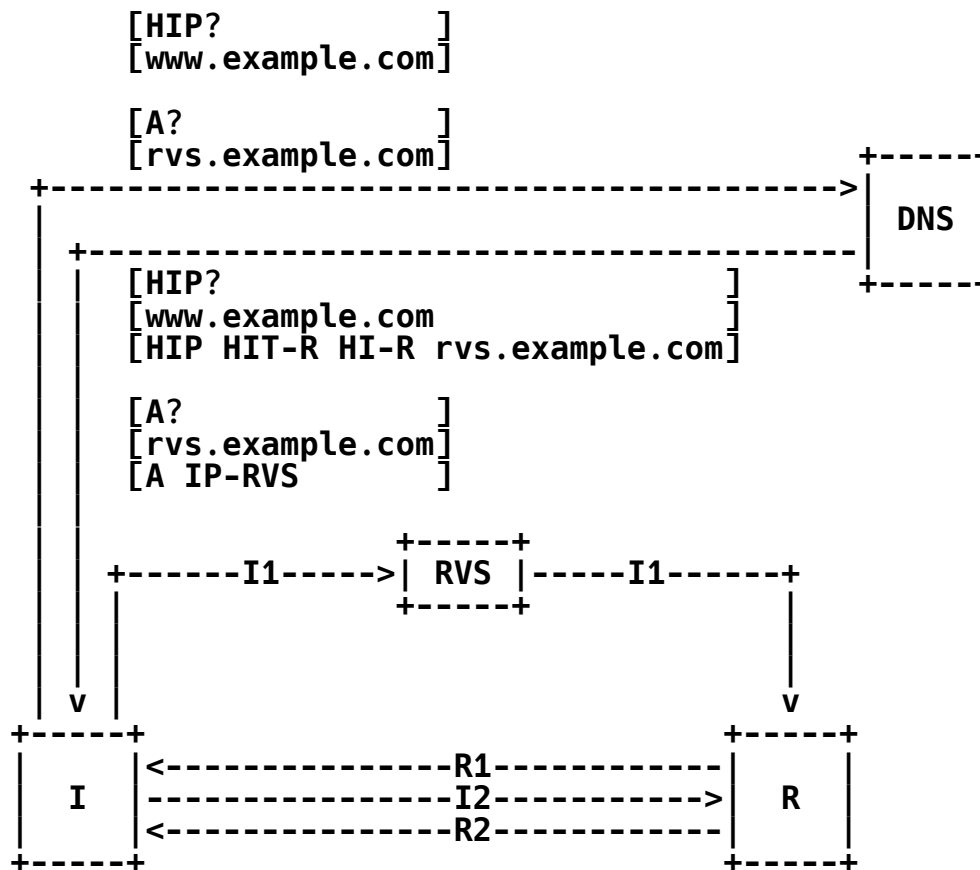 [HIP?                 ]
[www.example.com]
[A?                   ]
[rvs.example.com]
DNS
[HIP?                                  ]
[www.example.com                       ]
[HIP HIT-R HI-R rvs.example.com]
[A?                   ]
[rvs.example.com]
[A IP-RVS        ]
I1 RVS I1
v v
R1
I I2 R
R2